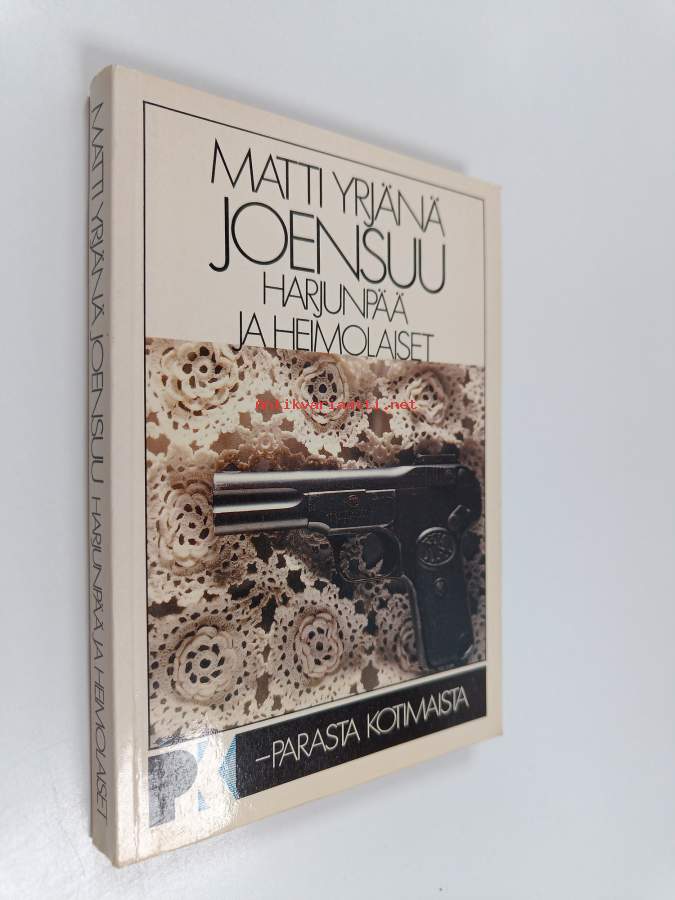 MATTI YRJÄNÄ
JOENSUU
HARJUNPÄÄ
JA HEIMOLAISET
antikvariaatti.net
PK
–PARASTA KOTIMAISTA
MATTI YRJÄNÄ JOENSUU HARJUNPÄÄ JA HEIMOLAISET